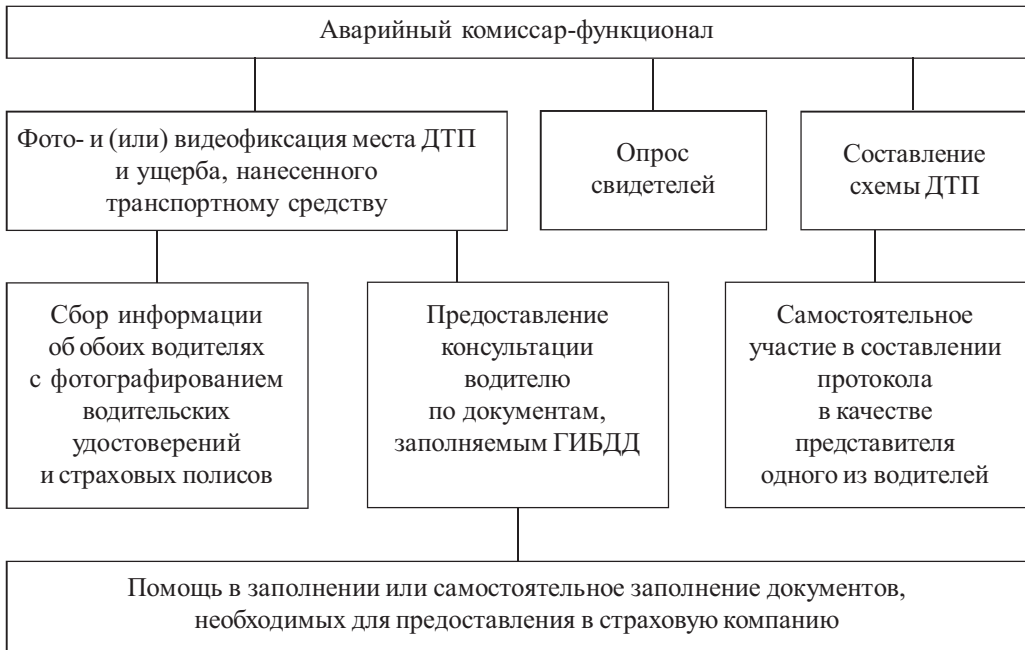 Аварийный комиссар-функционал
Фото- и (или) видеофиксация места ДТП
и ущерба, нанесенного
транспортному средству
Опрос
свидетелей
Составление
схемы ДТП
Сбор информации
об обоих водителях
с фотографированием
водительских
удостоверений
и страховых полисов
Предоставление
консультации
водителю
по документам,
заполняемым ГИБДД
Самостоятельное
участие в составлении
протокола
в качестве
представителя
одного из водителей
Помощь в заполнении или самостоятельное заполнение документов,
необходимых для предоставления в страховую компанию